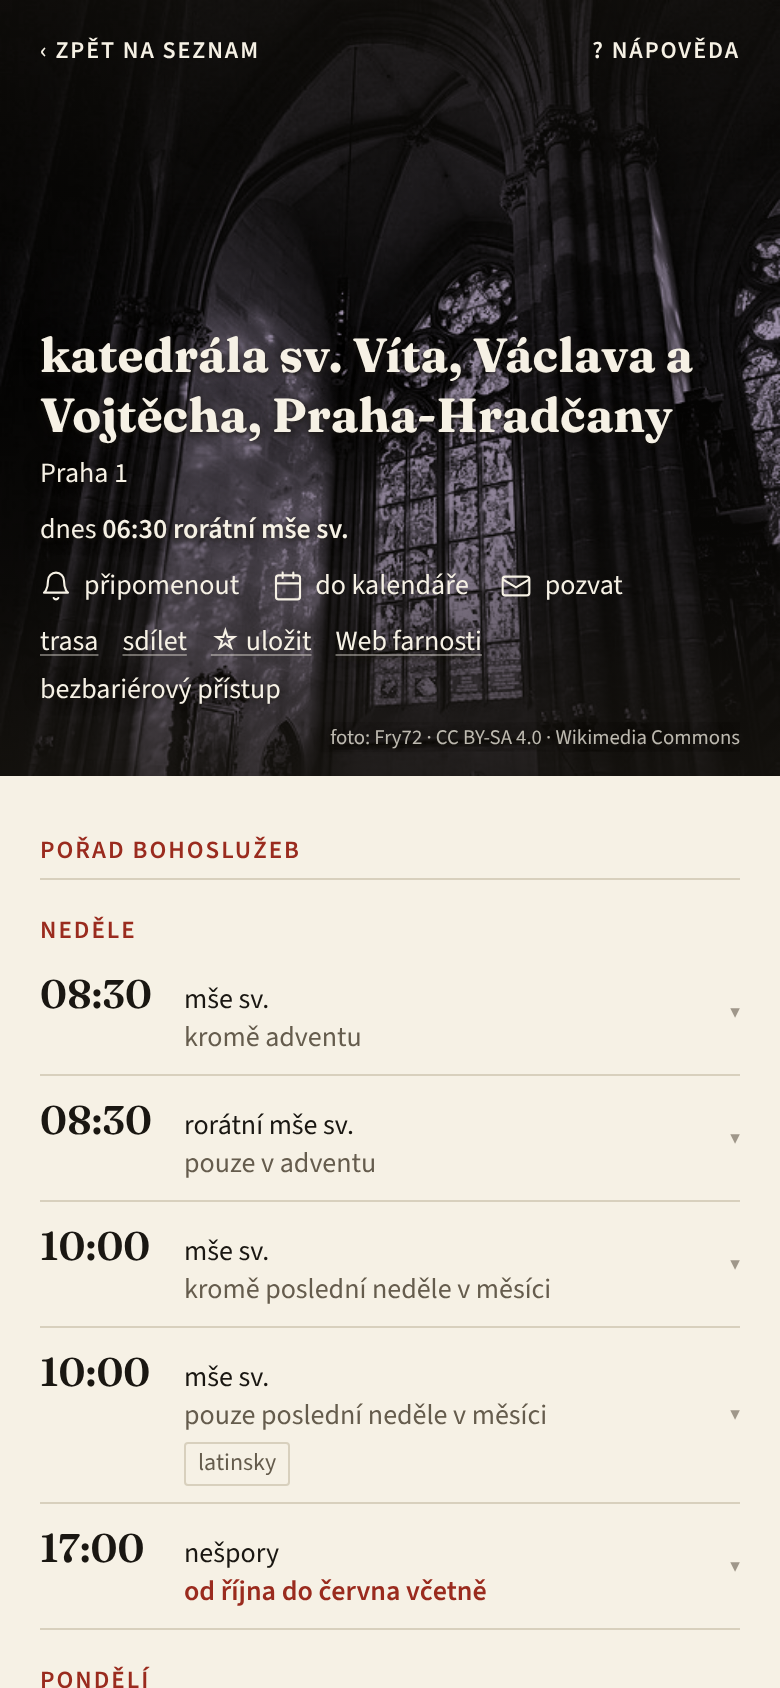 ‹ ZPĚT NA SEZNAM
? NÁPOVĚDA
katedrála sv. Víta, Václava a
Vojtěcha, Praha-Hradčany
Praha 1
dnes 06:30 rorátní mše sv.
připomenout do kalendáře pozvat
trasa sdílet ☆ uložit Web farnosti
bezbariérový přístup
foto: Fry72 · CC BY-SA 4.0 · Wikimedia Commons
POŘAD BOHOSLUŽEB
NEDĚLE
08:30 mše sv.
kromě adventu
08:30 rorátní mše sv.
pouze v adventu
10:00 mše sv.
kromě poslední neděle v měsíci
10:00 mše sv.
pouze poslední neděle v měsíci
latinsky
17:00 nešpory
od října do června včetně
PONDĚLÍ